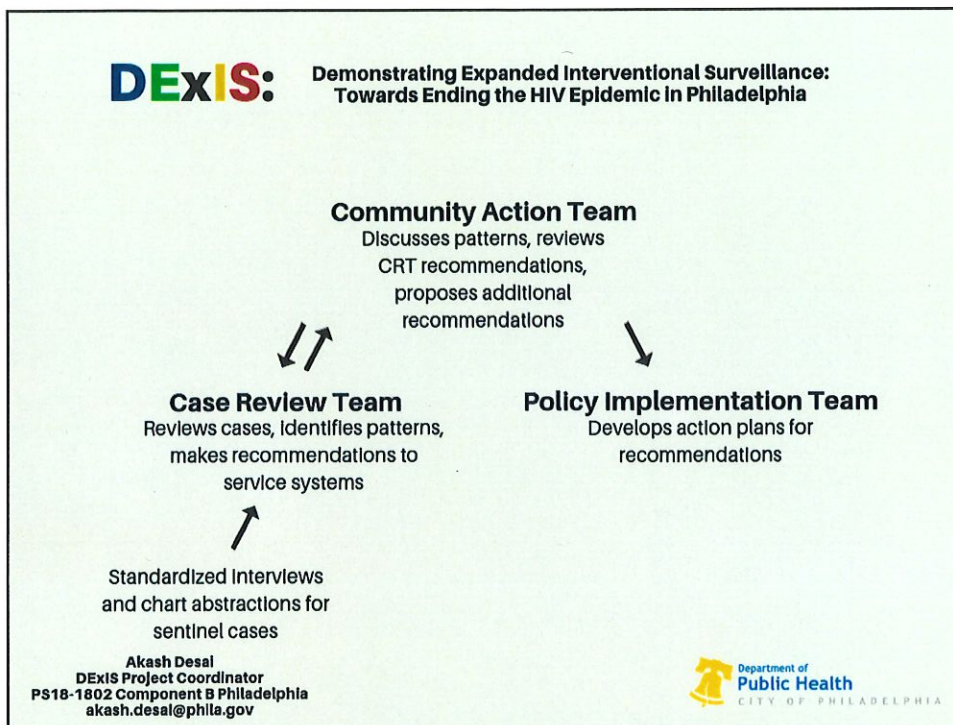 DExIS:
Demonstrating Expanded Interventional Surveillance:
Towards Ending the HIV Epidemic in Philadelphia
Community Action Team
Discusses patterns, reviews
CRT recommendations,
proposes additional
recommendations
Case Review Team
Reviews cases, identifies patterns,
makes recommendations to
service systems
Policy Implementation Team
Develops action plans for
recommendations
Standardized interviews
and chart abstractions for
sentinel cases
Akash Desai
DExIS Project Coordinator
PS18-1802 Component B Philadelphia
akash.desai@phila.gov
Department of
Public Health
CITY OF PHILADELPHIA